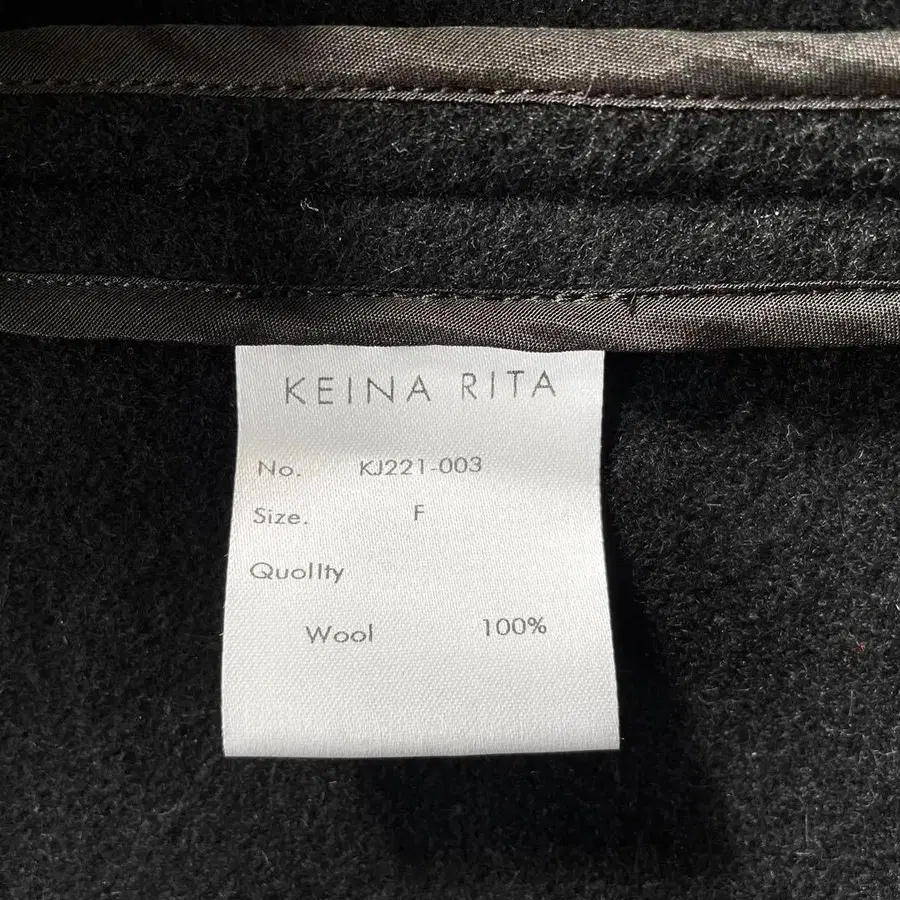 KEINA RITA
No. KJ221-003
Size. F
Quollty
Wool 100%